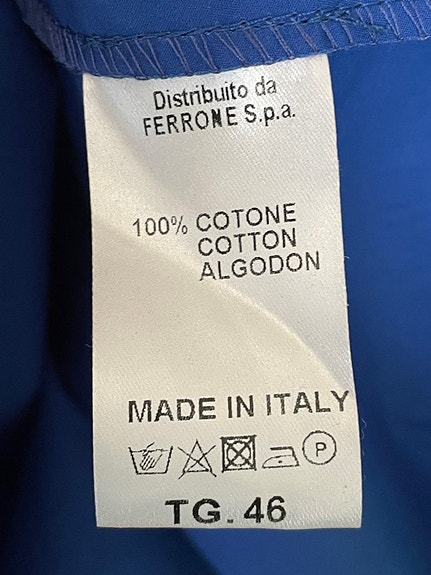 Distribuito da
FERRONE S.p.a.
100% COTONE
COTTON
ALGODON
MADE IN ITALY
P
TG. 46